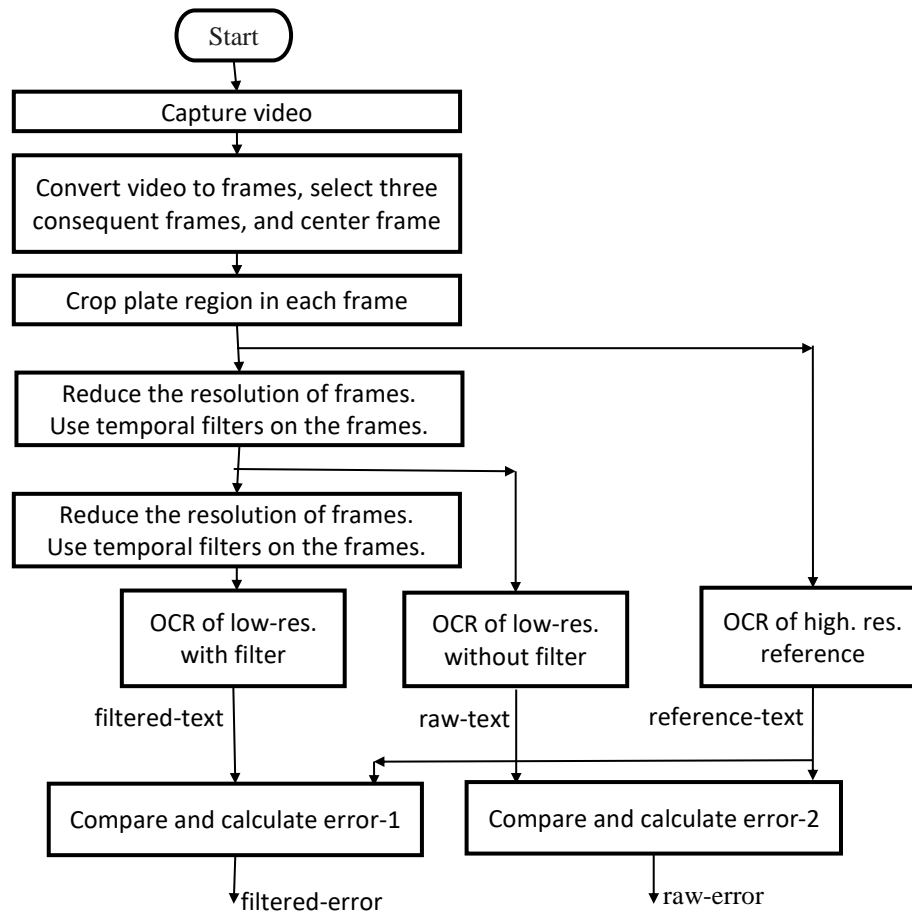 Start
Capture video
Convert video to frames, select three
consequent frames, and center frame
Crop plate region in each frame
Reduce the resolution of frames.
Use temporal filters on the frames.
Reduce the resolution of frames.
Use temporal filters on the frames.
OCR of low-res.
with filter
OCR of low-res.
without filter
OCR of high. res.
reference
filtered-text
raw-text
reference-text
Compare and calculate error-1
Compare and calculate error-2
filtered-error
raw-error